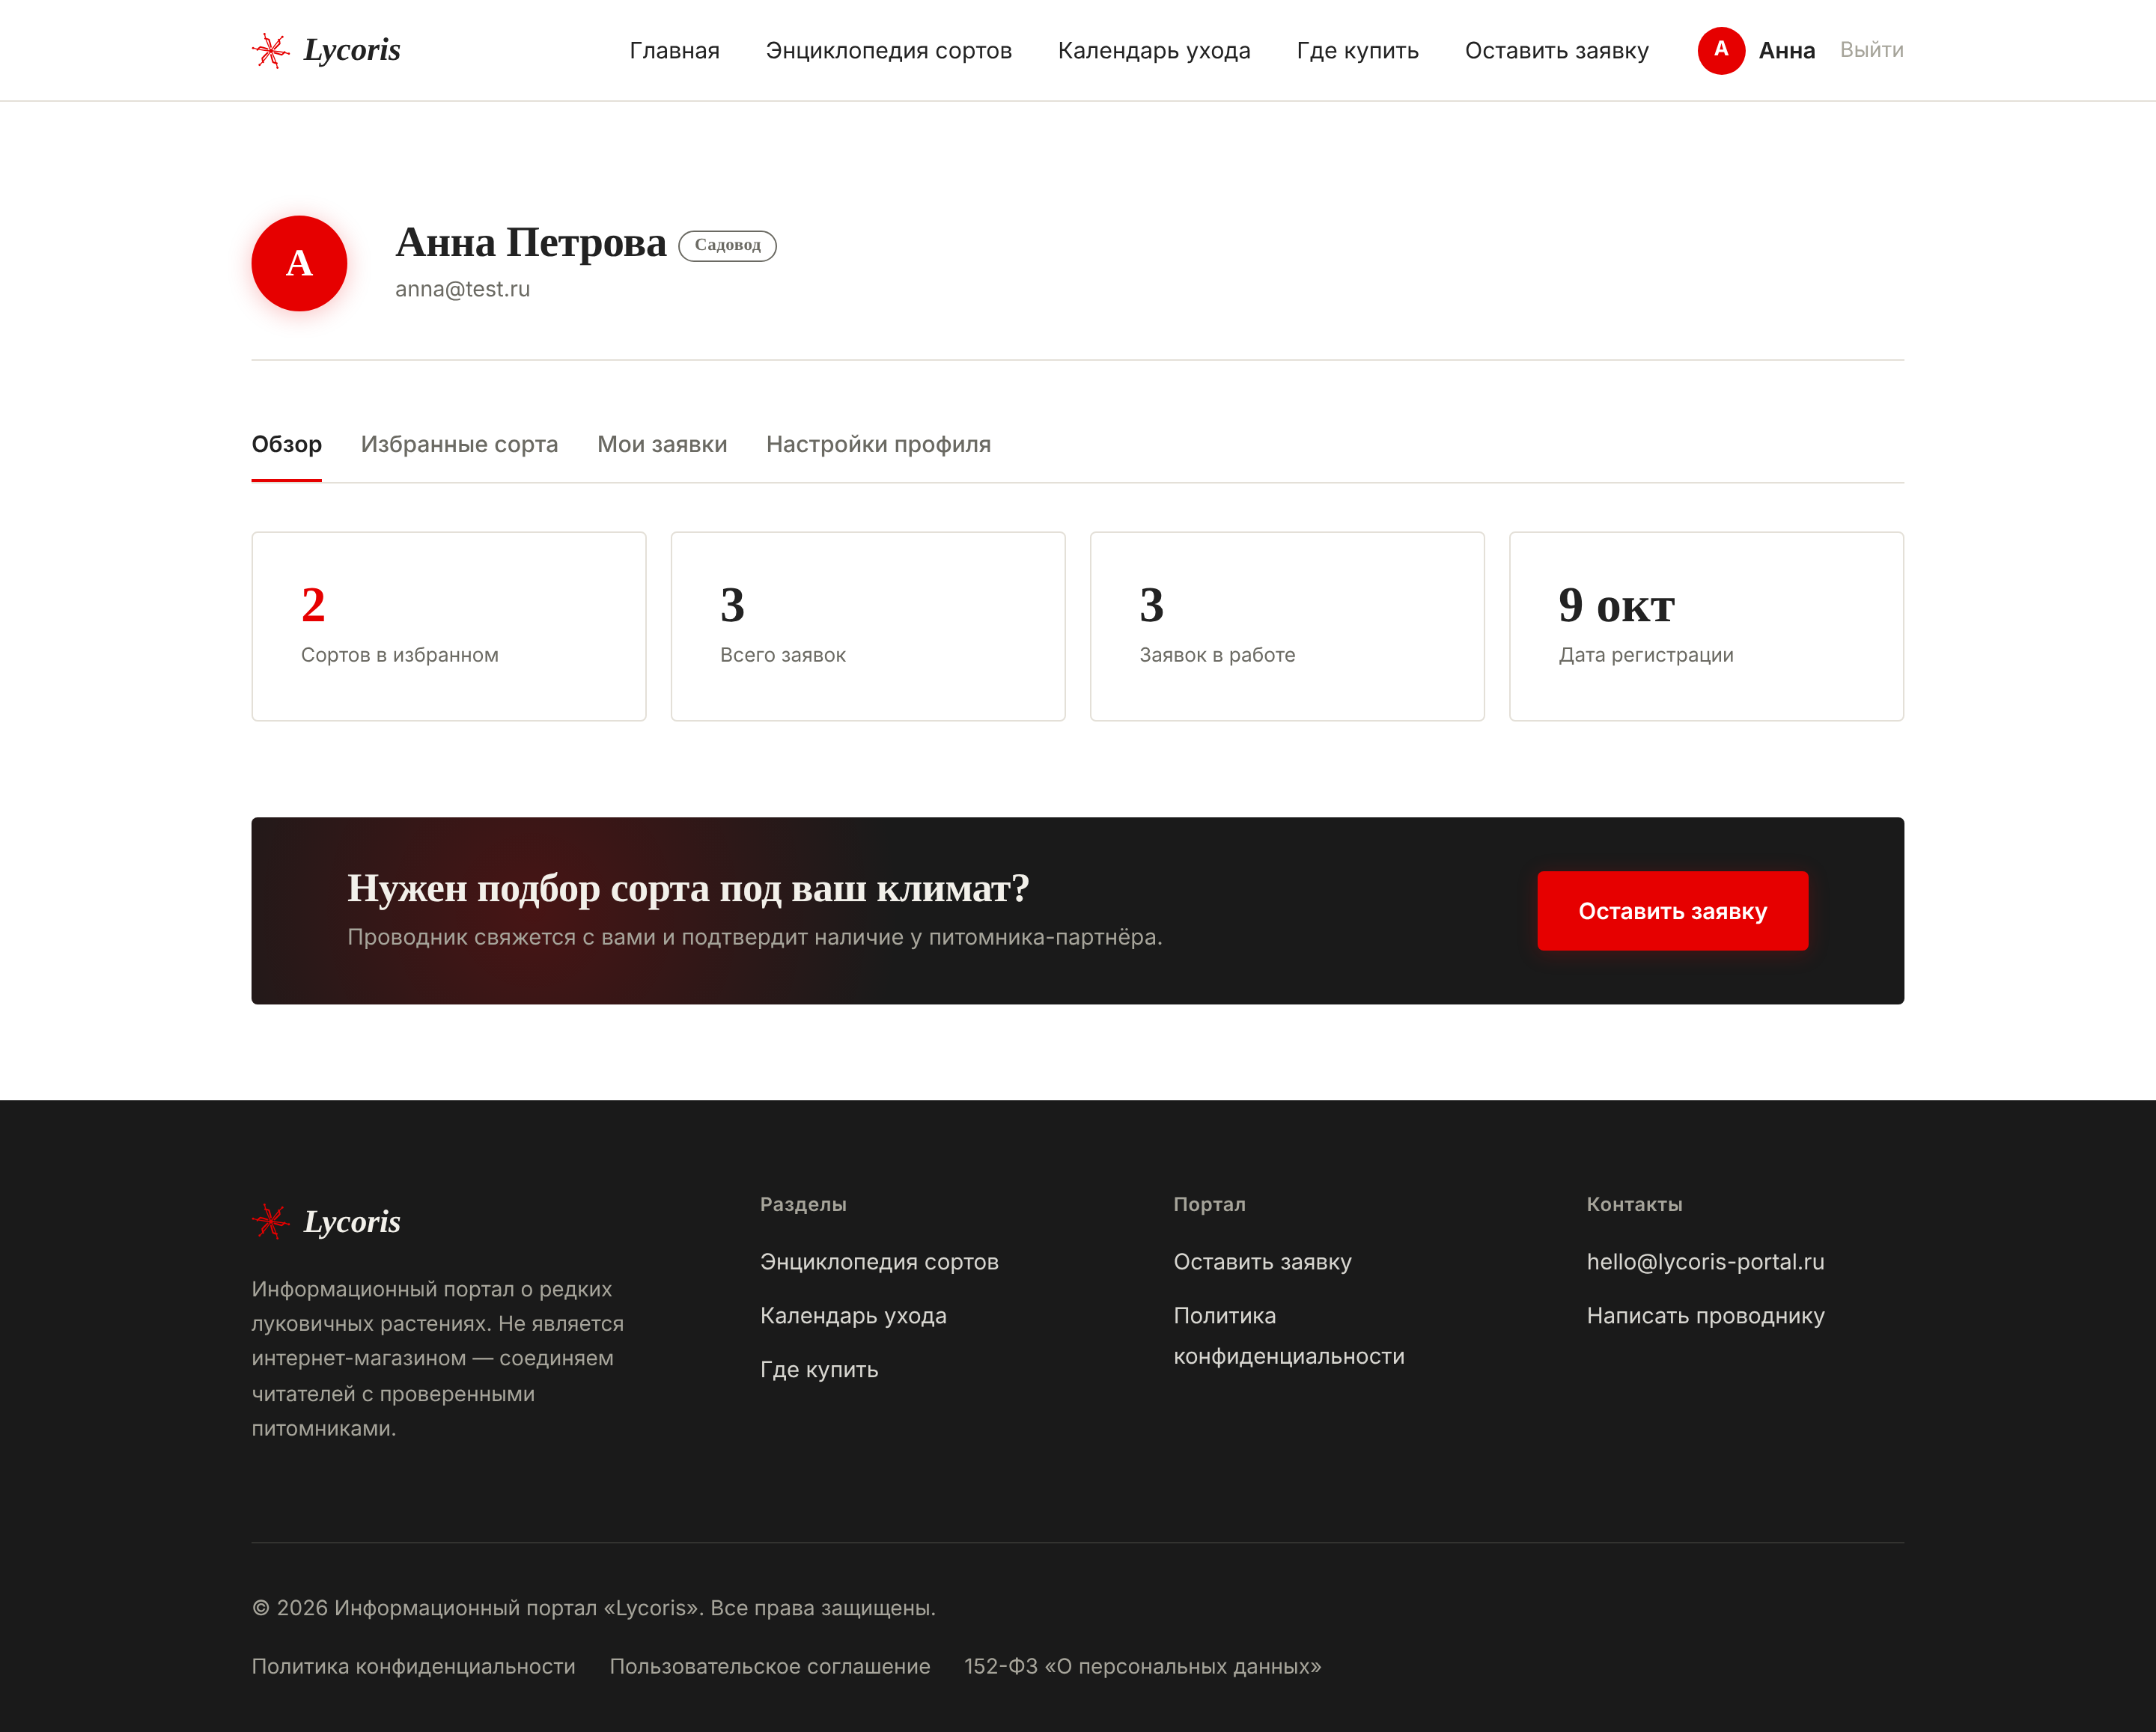 Lycoris
Главная
Энциклопедия сортов
Календарь ухода
Где купить
Оставить заявку
А
Анна
Выйти
А
Анна Петрова
Садовод
anna@test.ru
Обзор
Избранные сорта
Мои заявки
Настройки профиля
2
Сортов в избранном
3
Всего заявок
3
Заявок в работе
9 окт
Дата регистрации
Нужен подбор сорта под ваш климат?
Проводник свяжется с вами и подтвердит наличие у питомника-партнёра.
Оставить заявку
Lycoris
Информационный портал о редких
луковичных растениях. Не является
интернет-магазином — соединяем
читателей с проверенными
питомниками.
Разделы
Энциклопедия сортов
Календарь ухода
Где купить
Портал
Оставить заявку
Политика
конфиденциальности
Контакты
hello@lycoris-portal.ru
Написать проводнику
© 2026 Информационный портал «Lycoris». Все права защищены.
Политика конфиденциальности
Пользовательское соглашение
152-ФЗ «О персональных данных»